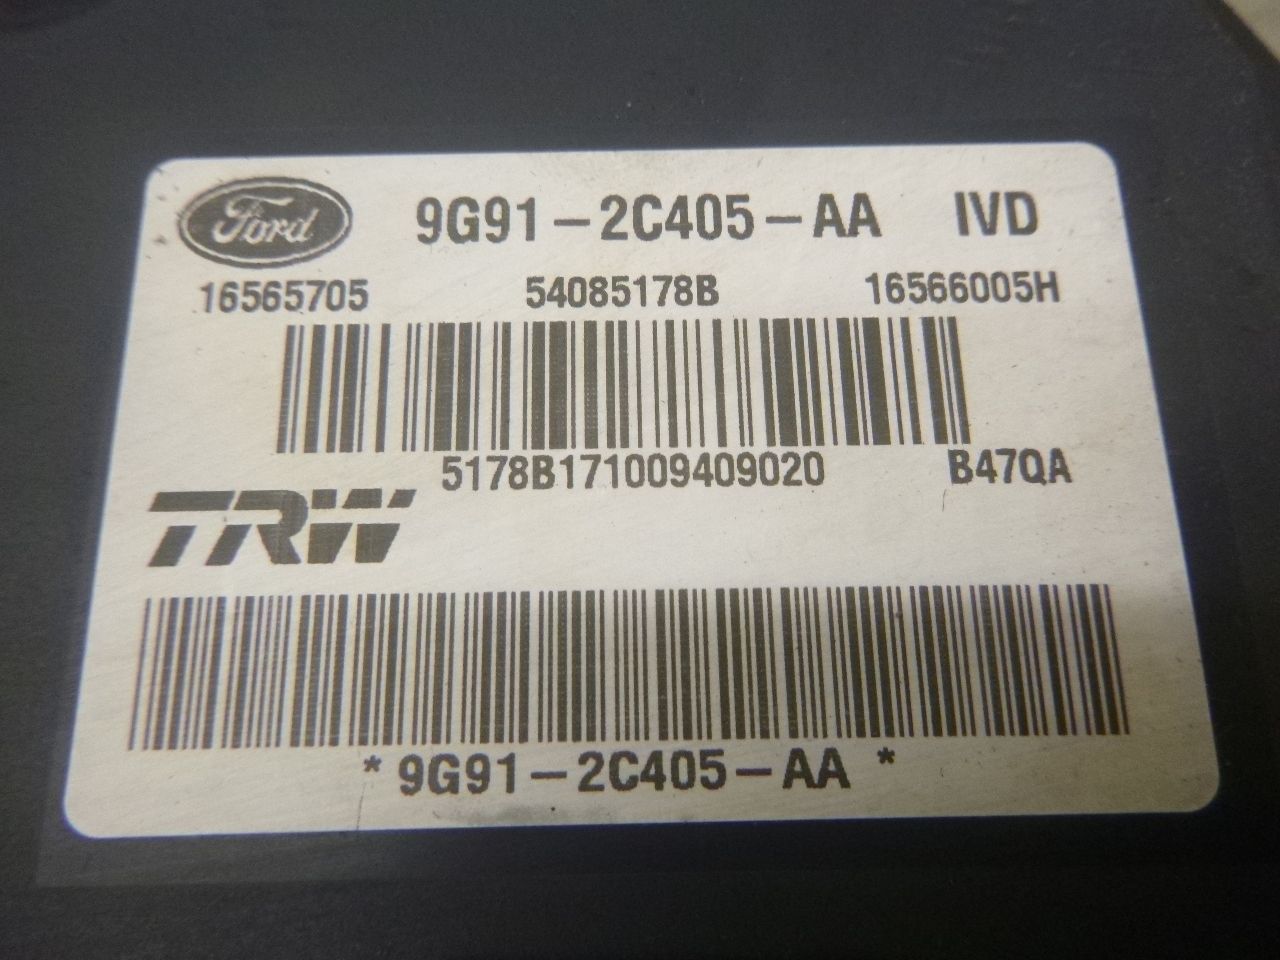 Ford 9G91-2C405-AA IVD
16565705 54085178B 16566005H
5178B171009409020 B47QA
TRW
*9G91-2C405-AA*